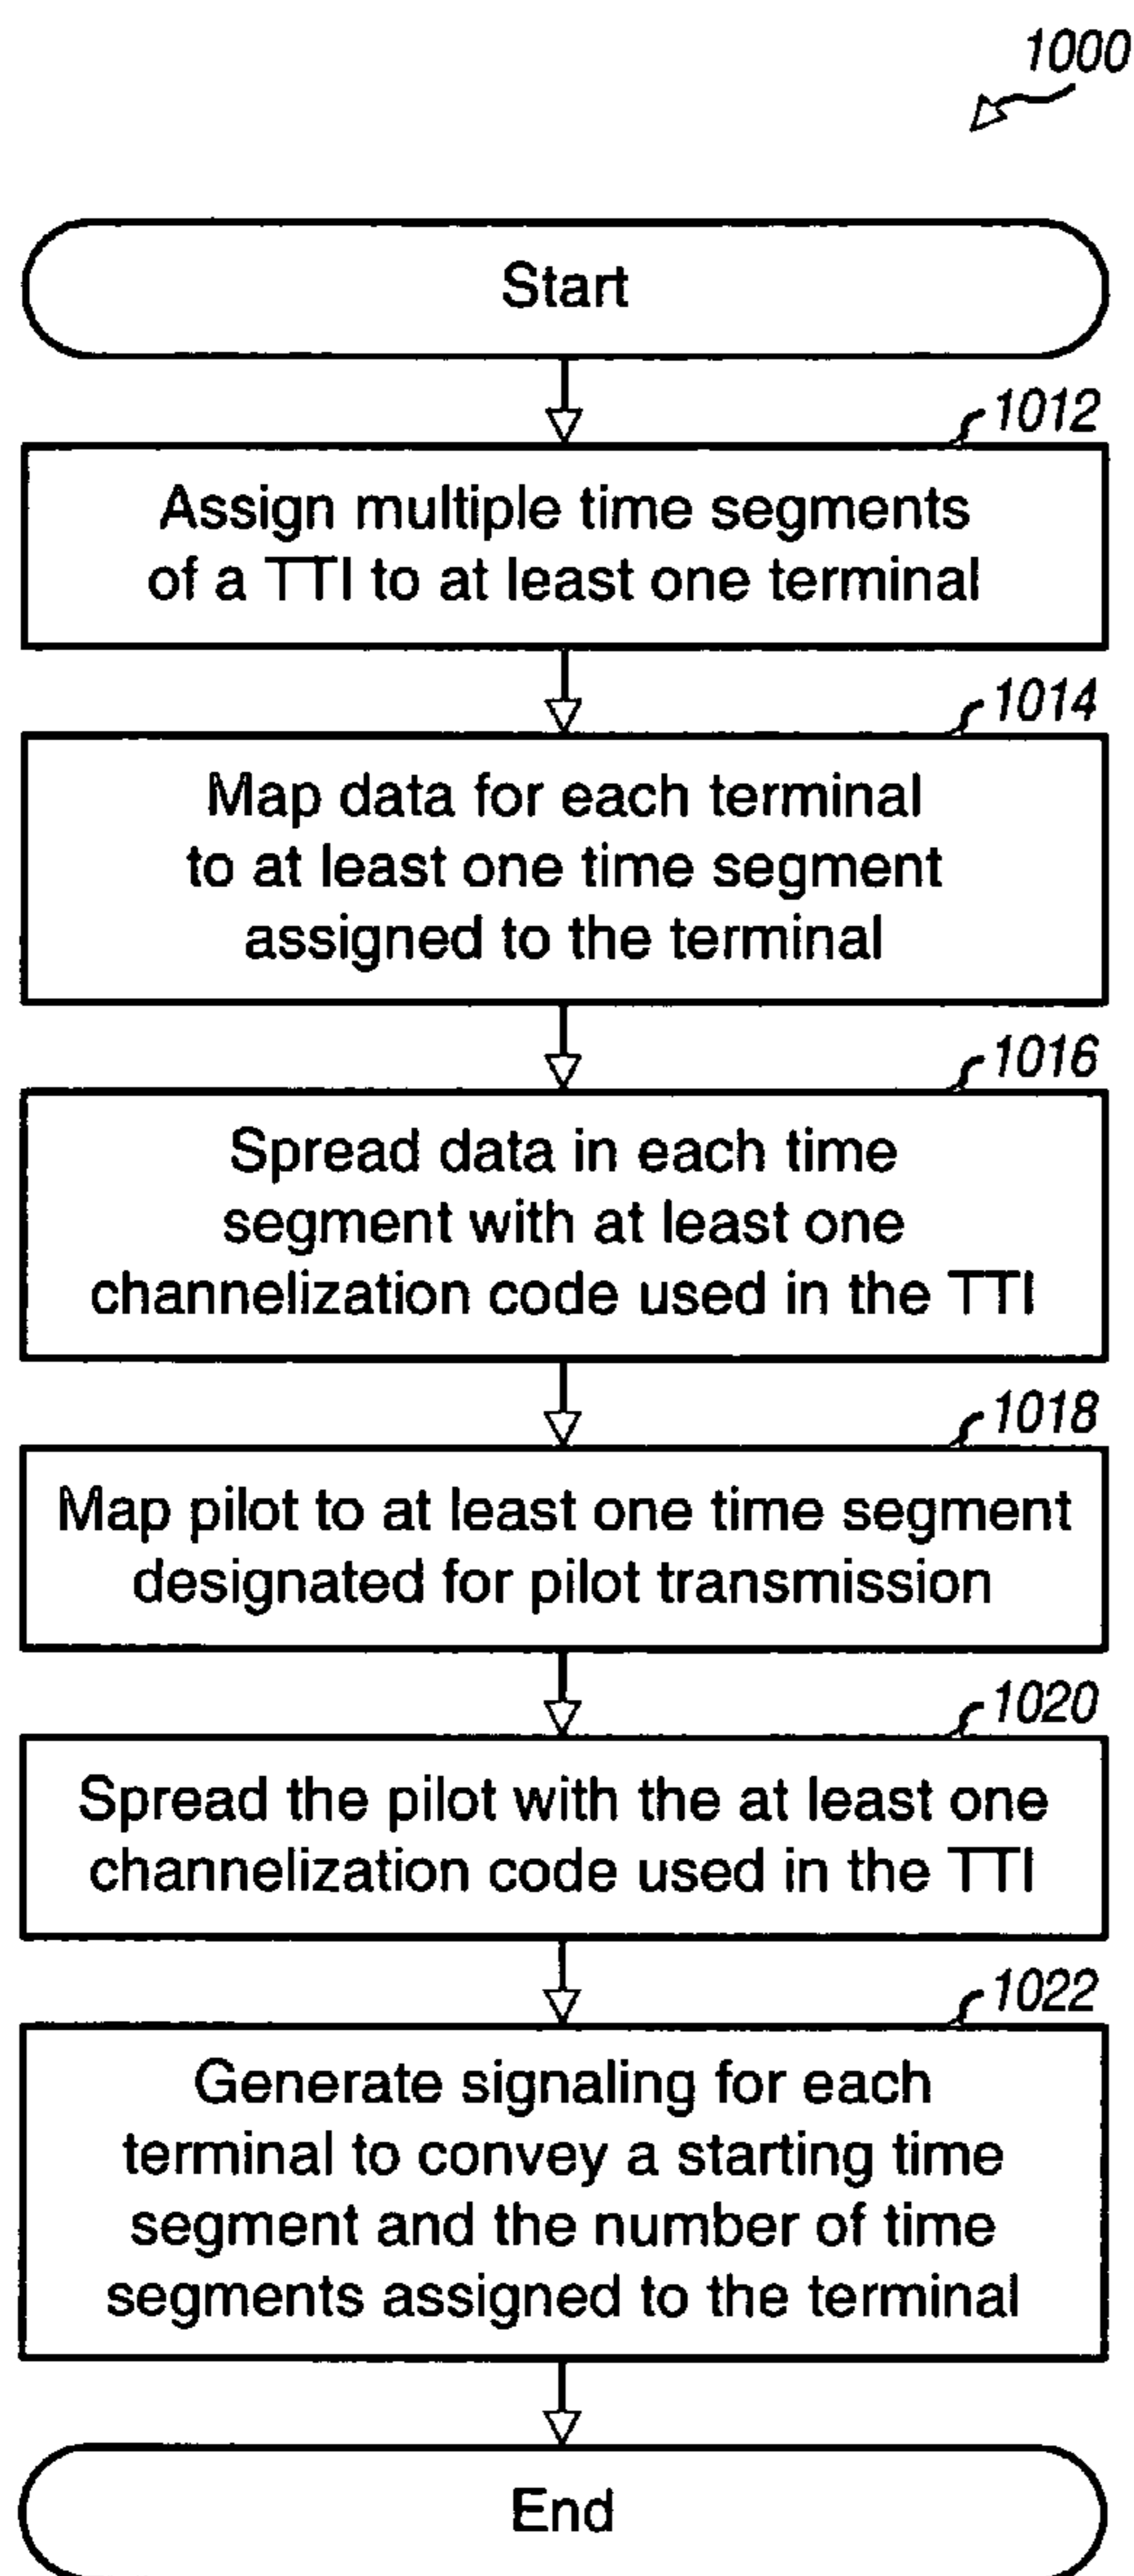 1000
Start
1012
Assign multiple time segments
of a TTI to at least one terminal
1014
Map data for each terminal
to at least one time segment
assigned to the terminal
1016
Spread data in each time
segment with at least one
channelization code used in the TTI
1018
Map pilot to at least one time segment
designated for pilot transmission
1020
Spread the pilot with the at least one
channelization code used in the TTI
1022
Generate signaling for each
terminal to convey a starting time
segment and the number of time
segments assigned to the terminal
End